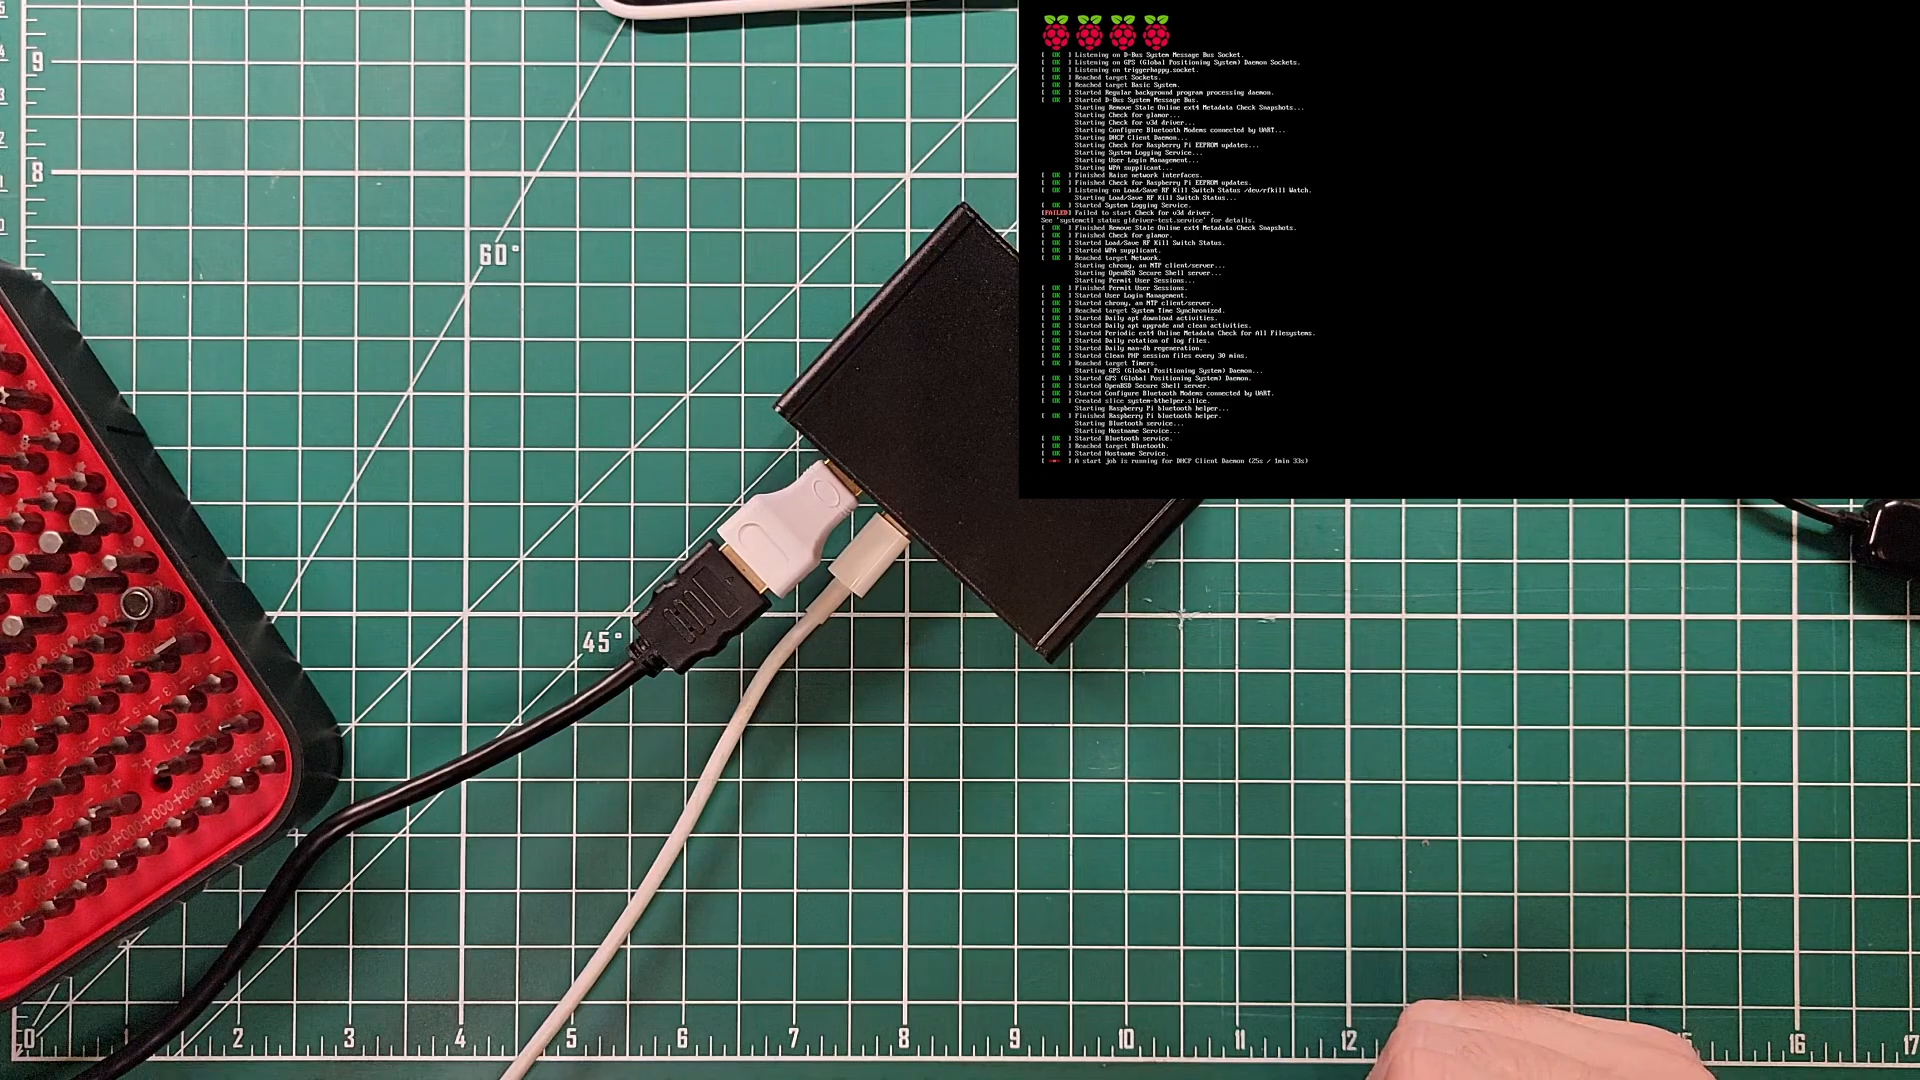 [  OK  ] Listening on D-Bus System Message Bus Socket.
[  OK  ] Listening on GPS (Global Positioning System) Daemon Sockets.
[  OK  ] Listening on triggerhappy.socket.
[  OK  ] Reached target Sockets.
[  OK  ] Reached target Basic System.
[  OK  ] Started Regular background program processing daemon.
[  OK  ] Started D-Bus System Message Bus.
Starting Remove Stale Online ext4 Metadata Check Snapshots...
Starting Check for glamor...
Starting Check for v3d driver...
Starting Configure Bluetooth Modems connected by UART...
Starting DHCP Client Daemon...
Starting Check for Raspberry Pi EEPROM updates...
Starting System Logging Service...
Starting User Login Management...
Starting WPA supplicant...
[  OK  ] Finished Raise network interfaces.
[  OK  ] Finished Check for Raspberry Pi EEPROM updates.
[  OK  ] Listening on Load/Save RF Kill Switch Status /dev/rfkill Watch.
Starting Load/Save RF Kill Switch Status...
[  OK  ] Started System Logging Service.
[FAILED] Failed to start Check for v3d driver.
See 'systemctl status gldriver-test.service' for details.
[  OK  ] Finished Remove Stale Online ext4 Metadata Check Snapshots.
[  OK  ] Finished Check for glamor.
[  OK  ] Started Load/Save RF Kill Switch Status.
[  OK  ] Started WPA supplicant.
[  OK  ] Reached target Network.
Starting chrony, an NTP client/server...
Starting OpenBSD Secure Shell server...
Starting Permit User Sessions...
[  OK  ] Finished Permit User Sessions.
[  OK  ] Started User Login Management.
[  OK  ] Started chrony, an NTP client/server.
[  OK  ] Reached target System Time Synchronized.
[  OK  ] Started Daily apt download activities.
[  OK  ] Started Daily apt upgrade and clean activities.
[  OK  ] Started Periodic ext4 Online Metadata Check for All Filesystems.
[  OK  ] Started Daily rotation of log files.
[  OK  ] Started Daily man-db regeneration.
[  OK  ] Started Clean PHP session files every 30 mins.
[  OK  ] Reached target Timers.
Starting GPS (Global Positioning System) Daemon...
[  OK  ] Started GPS (Global Positioning System) Daemon.
[  OK  ] Started OpenBSD Secure Shell server.
[  OK  ] Started Configure Bluetooth Modems connected by UART.
[  OK  ] Created slice system-bthelper.slice.
Starting Raspberry Pi bluetooth helper...
[  OK  ] Finished Raspberry Pi bluetooth helper.
Starting Bluetooth service...
Starting Hostname Service...
[  OK  ] Started Bluetooth service.
[  OK  ] Reached target Bluetooth.
[  OK  ] Started Hostname Service.
A start job is running for DHCP Client Daemon (25s / 1min 33s)
9
8
60°
45°
0 1 2 3 4 5 6 7 8 9 10 11 12 16 17